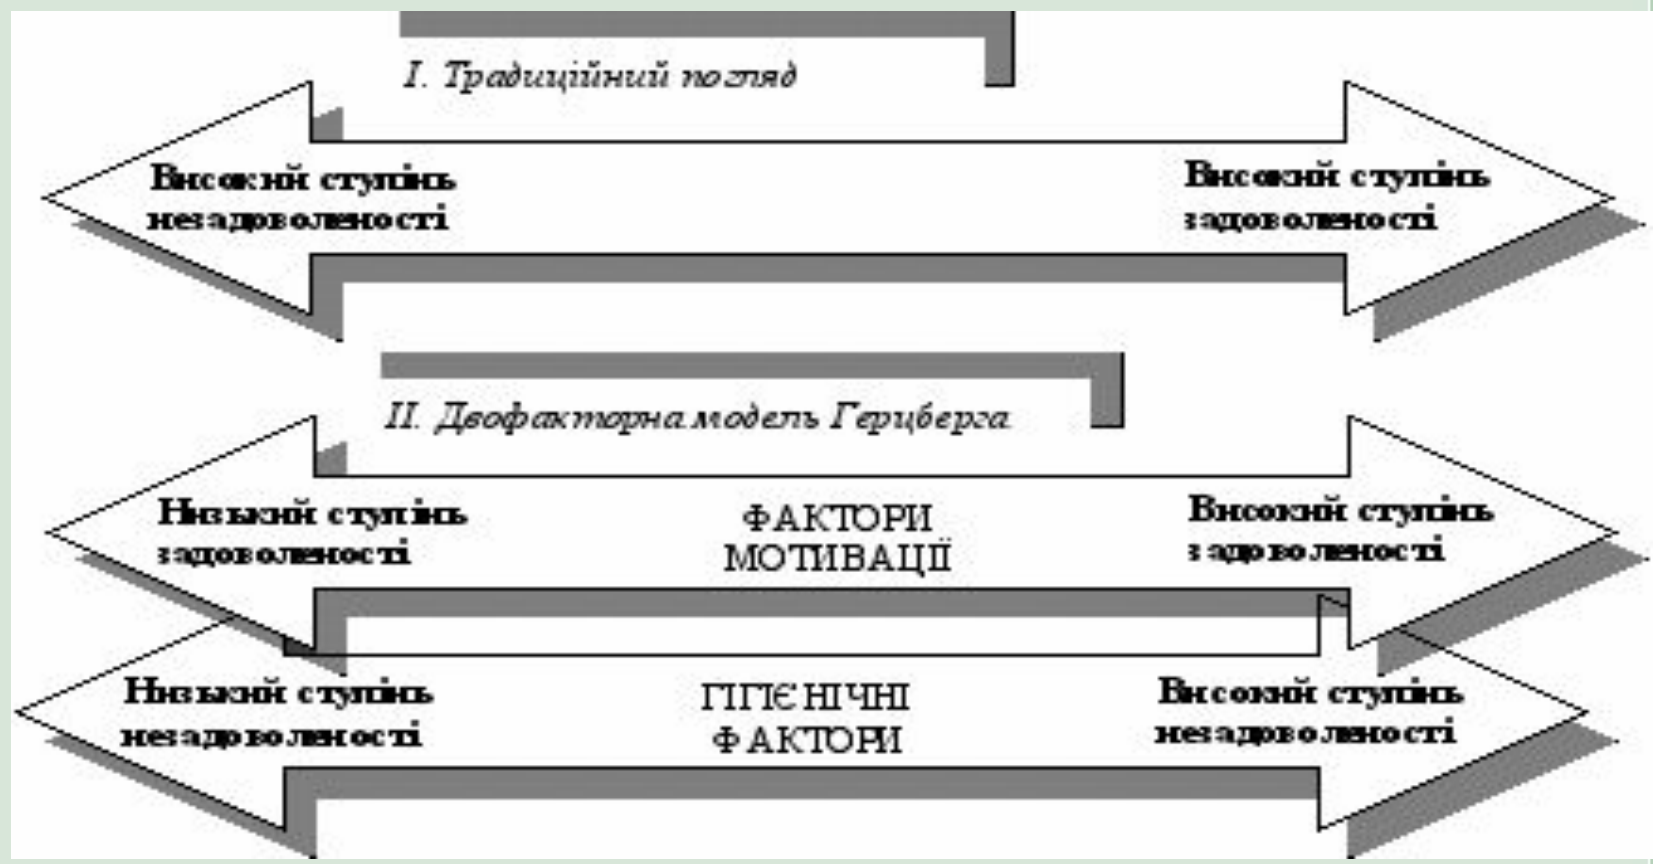 І. Традиційний погляд
Високий ступінь
незадоволеності
Високий ступінь
задоволеності
ІІ. Двофакторна модель Герцберга
Низький ступінь
задоволеності
ФАКТОРИ
МОТИВАЦІЇ
Високий ступінь
задоволеності
Низький ступінь
незадоволеності
ГІГІЄНІЧНІ
ФАКТОРИ
Високий ступінь
незадоволеності